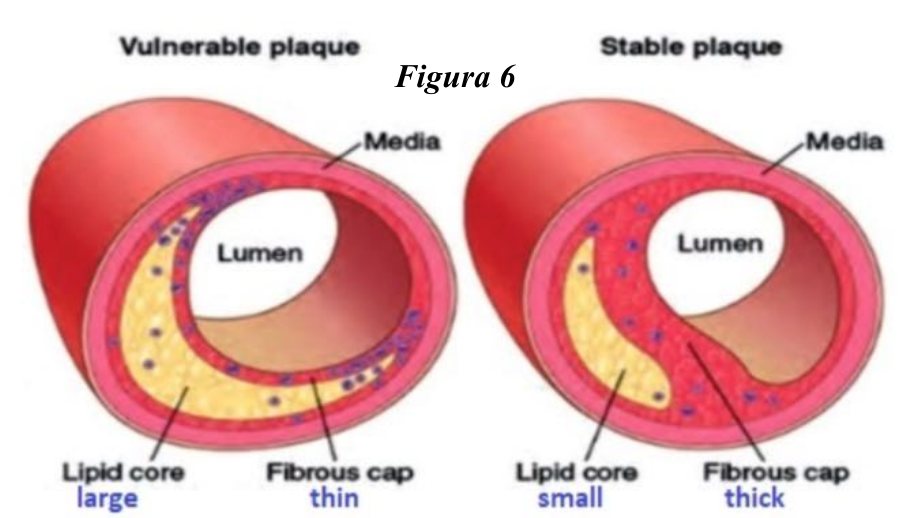 Vulnerable plaque
Stable plaque
Figura 6
Media
Media
Lumen
Lumen
Lipid core
large
Fibrous cap
thin
Lipid core
small
Fibrous cap
thick